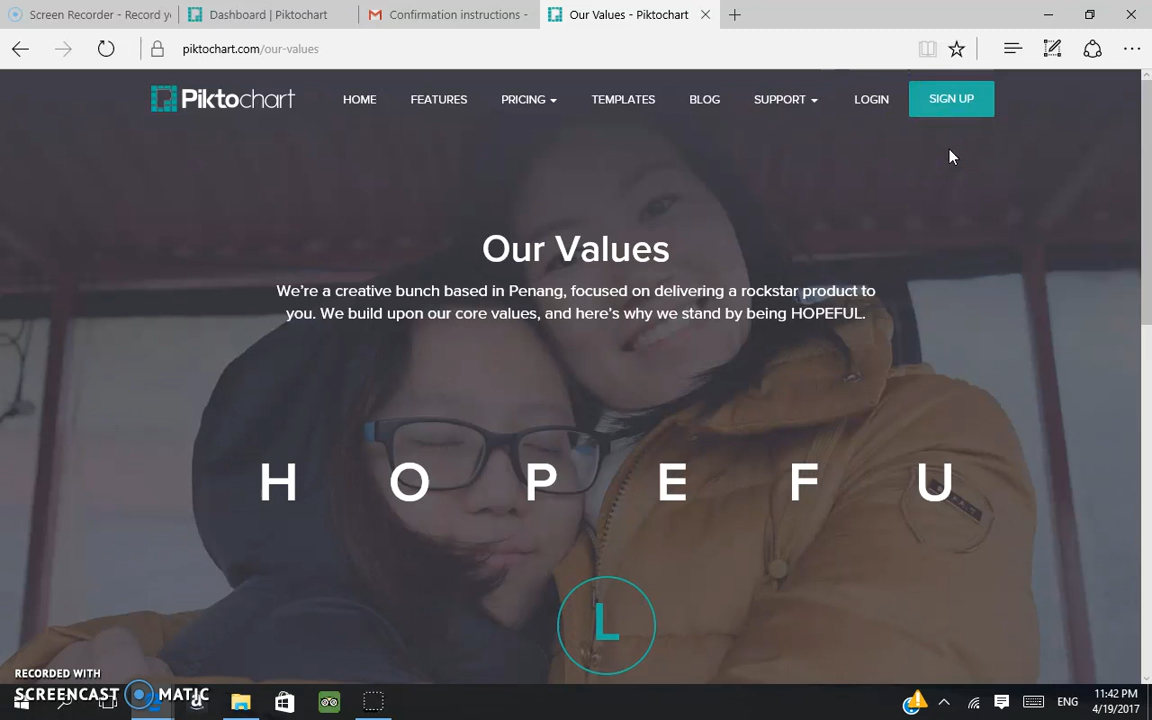 Screen Recorder - Record y
Dashboard | Piktochart
Confirmation instructions -
Our Values - Piktochart
piktochart.com/our-values
Piktochart
HOME
FEATURES
PRICING
TEMPLATES
BLOG
SUPPORT
LOGIN
SIGN UP
Our Values
We're a creative bunch based in Penang, focused on delivering a rockstar product to
you. We build upon our core values, and here's why we stand by being HOPEFUL.
H O P E F U
L
RECORDED WITH
SCREENCAST MATIC
ENG
11:42 PM
4/19/2017